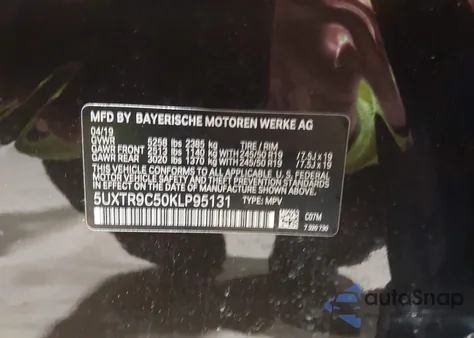 MFD BY BAYERISCHE MOTOREN WERKE AG
04/19
GVWR 5258 lbs 2385 kg TIRE / RIM
GAWR FRONT 2513 lbs 1140 kg 245/50 R19 /7.5J x 19
GAWR REAR 3020 lbs 1370 kg 245/50 R19 /7.5J x 19
THIS VEHICLE CONFORMS TO ALL APPLICABLE U. S. FEDERAL
MOTOR VEHICLE SAFETY AND THEFT PREVENTION STANDARDS
IN EFFECT ON THE DATE OF MANUFACTURE SHOWN ABOVE.
5UXTR9C50KLP95131 TYPE: MPV
C07M
autoSnap